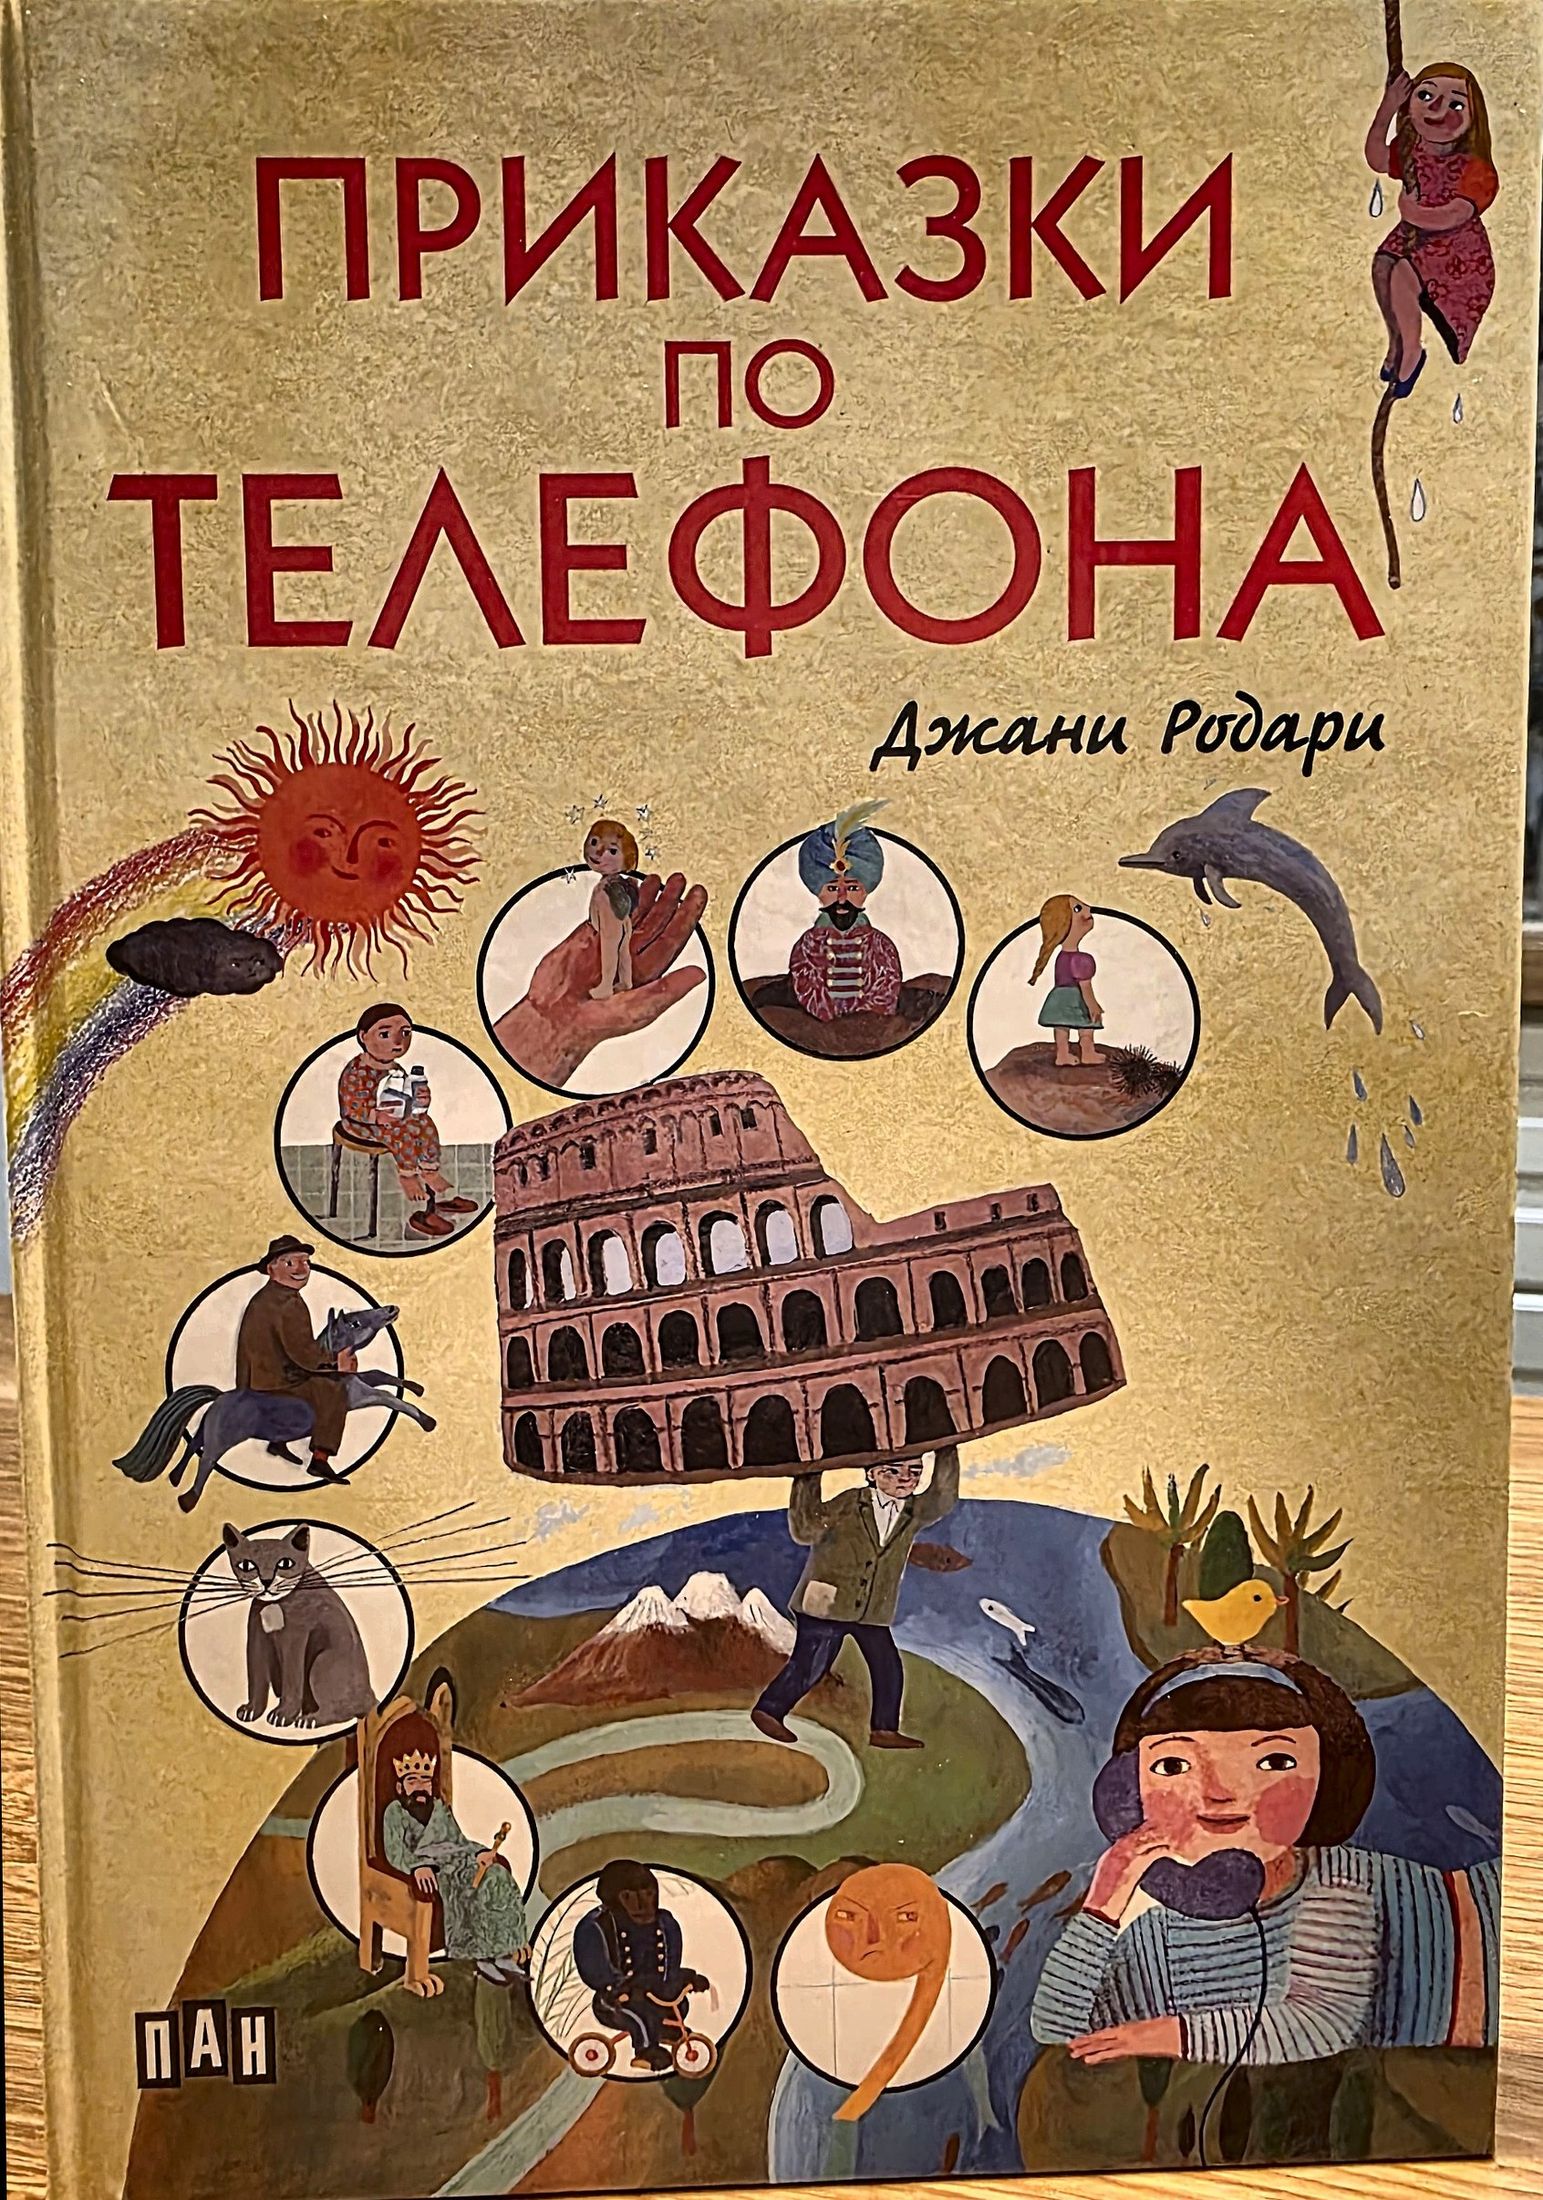 ПРИКАЗКИ
ПО
ТЕЛЕФОНА
Джани Родари
ПАН